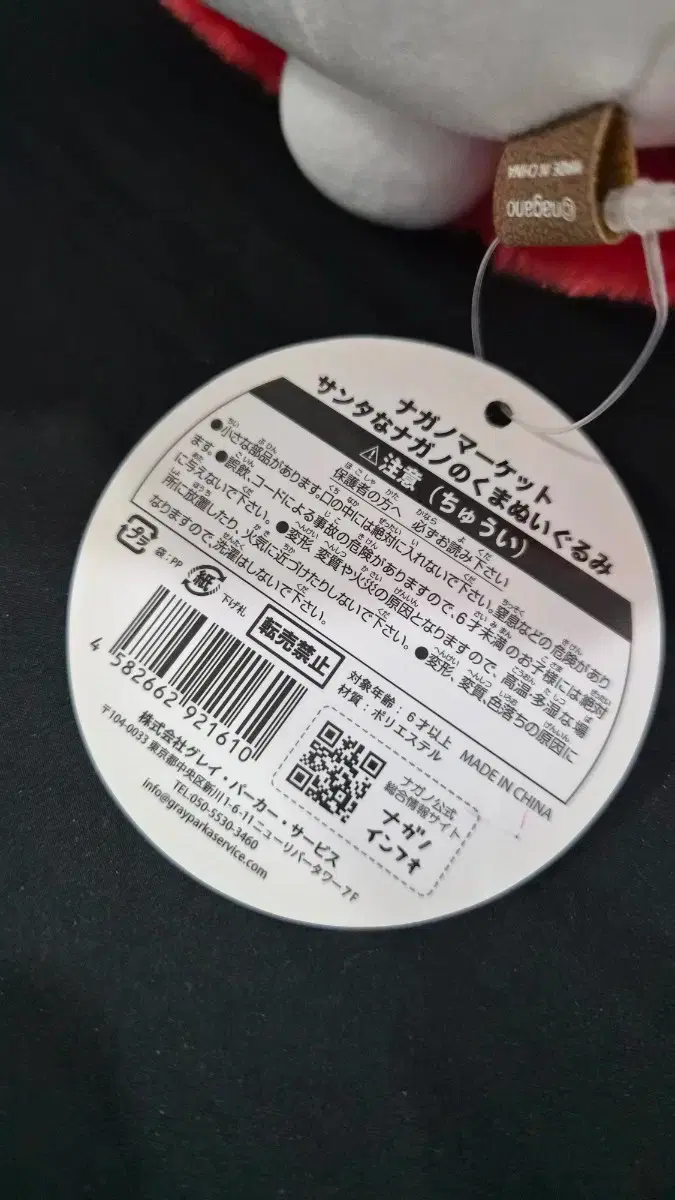 @nagano
MADE IN CHINA
ナガノマーケット
サンタなナガノのくまぬいぐるみ
⚠注意（ちゅうい）
保護者の方へ 必ずお読み下さい
●小さな部品があります。口の中には絶対に入れないで下さい。窒息などの危険があり
ます。●誤飲、コードによる事故の危険がありますので、6才未満のお子様には絶対
に与えないで下さい。●変形、変質や火災の原因となりますので、高温・多湿な場
所に放置したり、火気に近づけたりしないで下さい。●変形、変質、色落ちの原因に
なりますので、洗濯はしないで下さい。
プラ
袋：PP
紙
下げ札
転売禁止
対象年齢：6才以上
材質：ポリエステル
MADE IN CHINA
4 582662 921610
ナガノ公式
総合情報サイト
ナガノ
インフォ
株式会社グレイ・パーカー・サービス
〒104-0033 東京都中央区新川1-6-11 ニューリバータワー7F
TEL.050-5530-3460
info@grayparkaservice.com